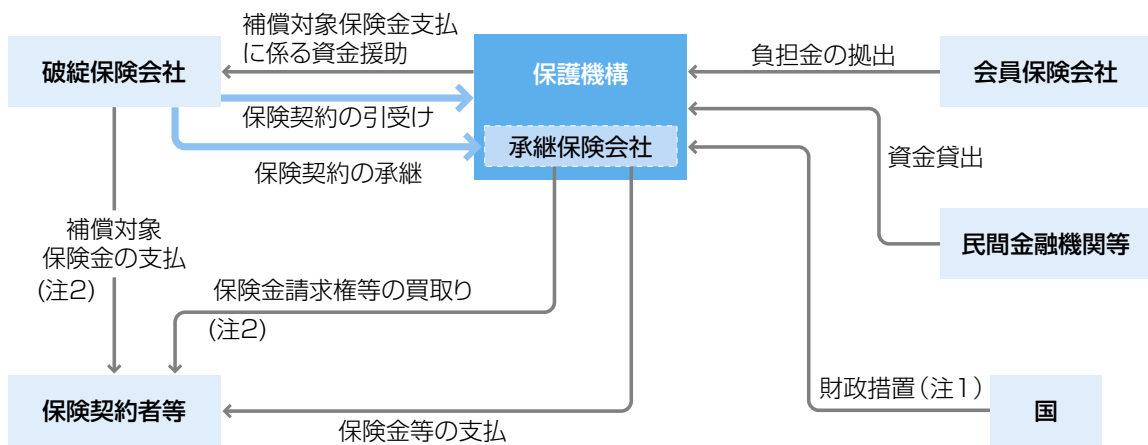 補償対象保険金支払
に係る資金援助
破綻保険会社
保護機構
負担金の拠出
会員保険会社
保険契約の引受け
承継保険会社
保険契約の承継
資金貸出
補償対象
保険金の支払
(注2)
民間金融機関等
保険金請求権等の買取り
(注2)
財政措置(注1)
保険契約者等
国
保険金等の支払